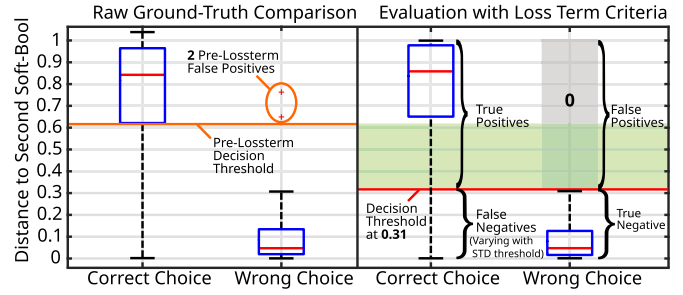 Raw Ground-Truth Comparison
Evaluation with Loss Term Criteria
Distance to Second Soft-Bool
1
0.9
0.8
0.7
0.6
0.5
0.4
0.3
0.2
0.1
0
2 Pre-Lossterm
False Positives
Pre-Lossterm
Decision
Threshold
Correct Choice
Wrong Choice
True
Positives
0
False
Positives
Decision
Threshold
at 0.31
False
Negatives
(Varying with
STD threshold)
True
Negative
Correct Choice
Wrong Choice